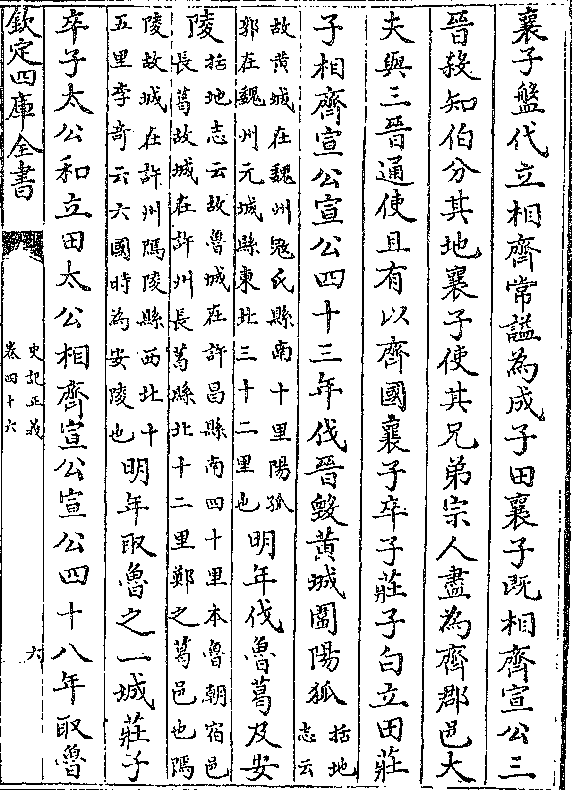 襄子盤代立相齊常謚為成子田襄子既相齊宣公三
晉殺知伯分其地襄子使其兄弟宗人盡為齊郡邑大
夫與三晉通使且有以齊國襄子卒子莊子白立田莊
子相齊宣公宣公四十三年伐晉毀黄城圍陽狐括地
志云
故黄城在魏州冠氏縣南十里陽狐
郭在魏州元城縣東北三十二里也明年伐魯葛及安
陵括地志云故魯城在許昌縣南四十里本魯朝宿邑
長葛故城在許州長葛縣北十二里鄭之葛邑也隝
陵故城在許州隝陵縣西北十
五里李奇云六國時為安陵也明年取魯之一城莊子
卒子太公和立田太公相齊宣公宣公四十八年取魯
欽定四庫全書
史記正義
卷四十六
六